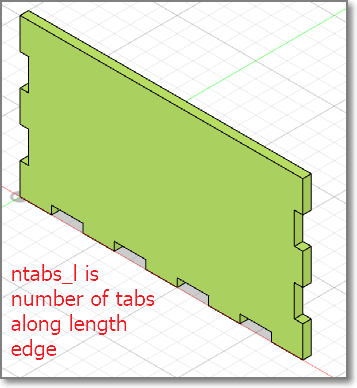 ntabs_l is
number of tabs
along length
edge